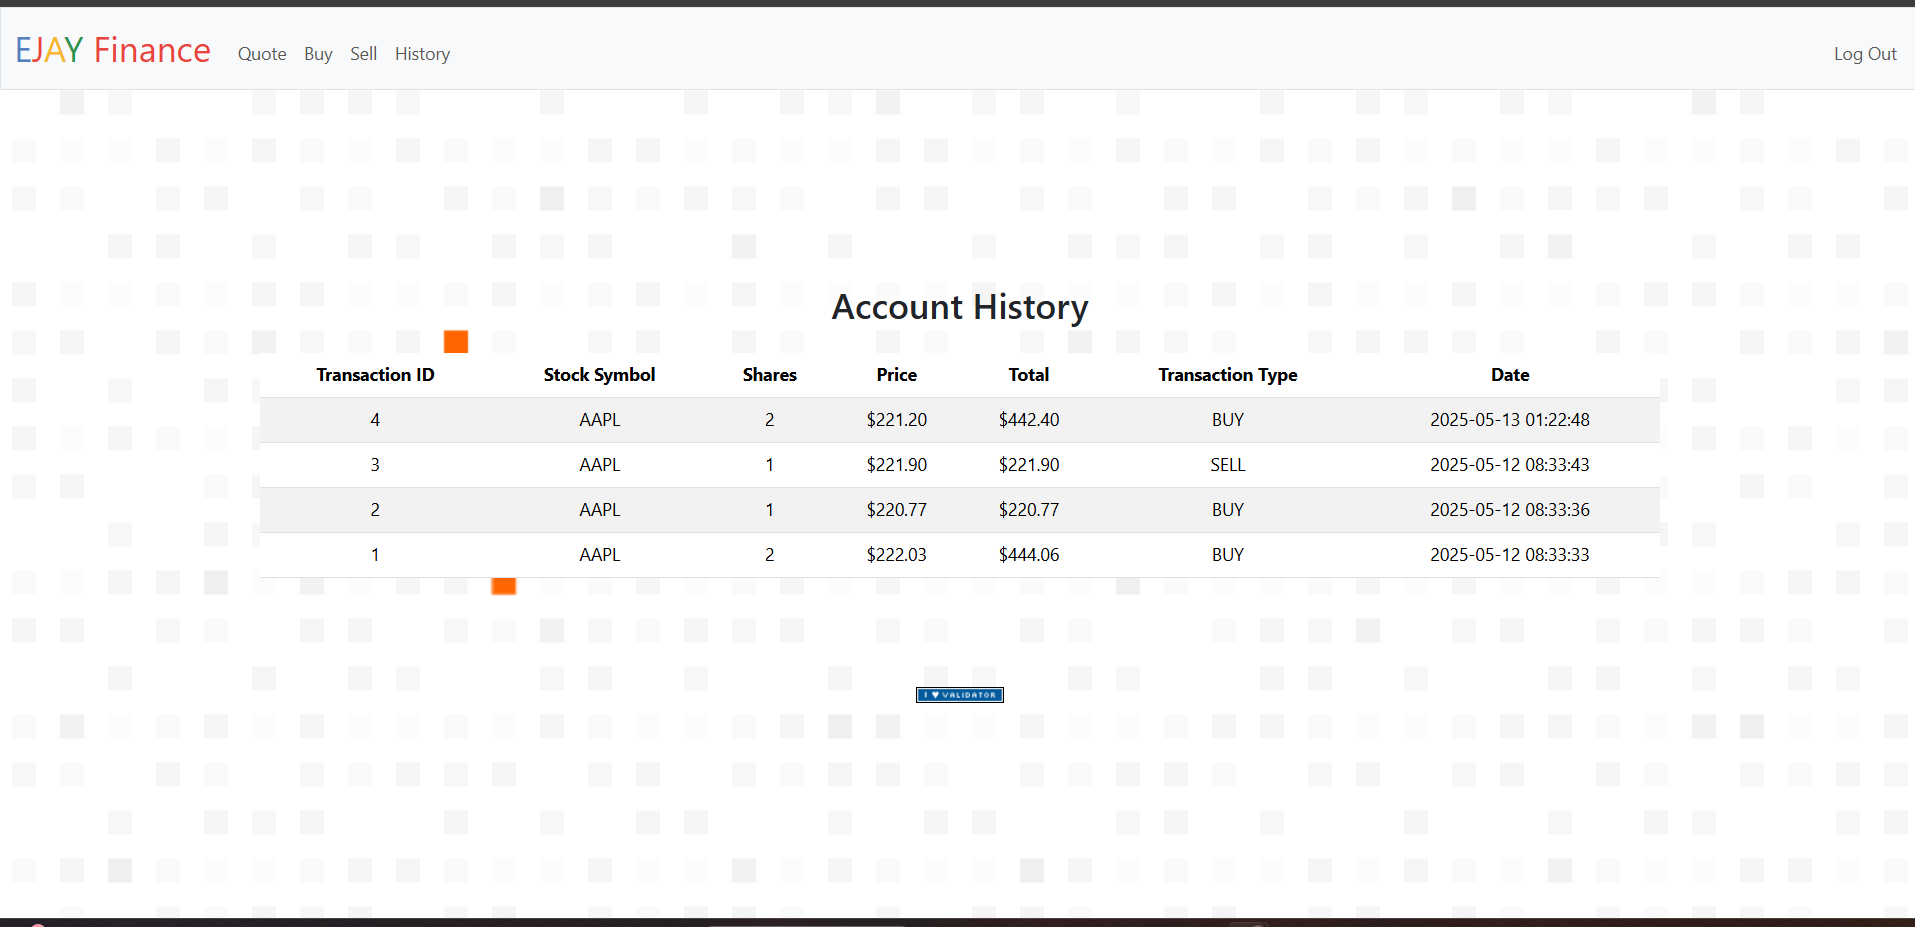 EJAY Finance Quote Buy Sell History Log Out
Account History
Transaction ID Stock Symbol Shares Price Total Transaction Type Date
4 AAPL 2 $221.20 $442.40 BUY 2025-05-13 01:22:48
3 AAPL 1 $221.90 $221.90 SELL 2025-05-12 08:33:43
2 AAPL 1 $220.77 $220.77 BUY 2025-05-12 08:33:36
1 AAPL 2 $222.03 $444.06 BUY 2025-05-12 08:33:33
I ♥ VALIDATOR